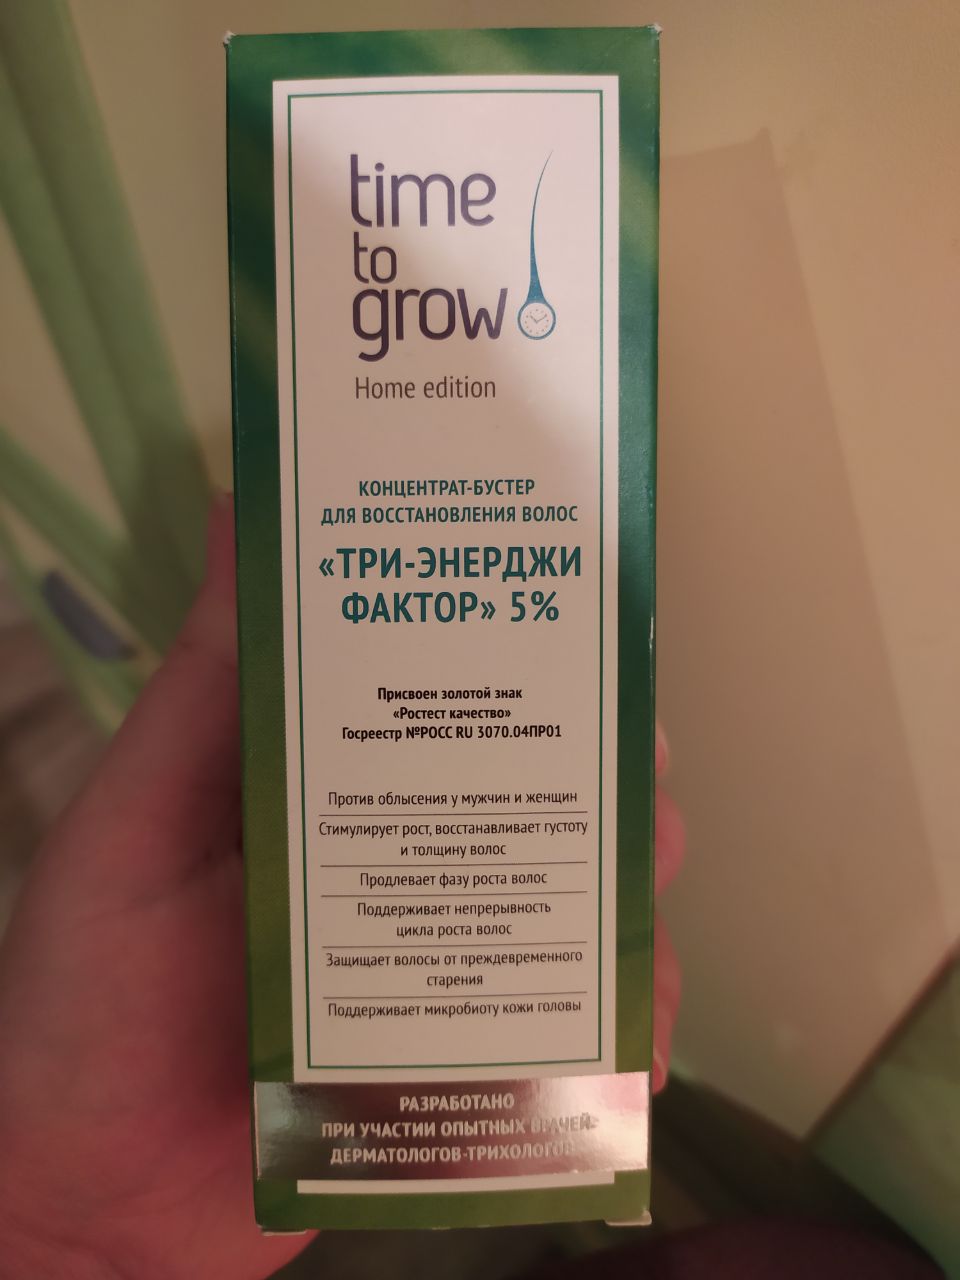 time
to
grow
Home edition
КОНЦЕНТРАТ-БУСТЕР
ДЛЯ ВОССТАНОВЛЕНИЯ ВОЛОС
«ТРИ-ЭНЕРДЖИ
ФАКТОР» 5%
Присвоен золотой знак
«Ростест качество»
Госреестр №РОСС RU 3070.04ПР01
Против облысения у мужчин и женщин
Стимулирует рост, восстанавливает густоту
и толщину волос
Продлевает фазу роста волос
Поддерживает непрерывность
цикла роста волос
Защищает волосы от преждевременного
старения
Поддерживает микробиоту кожи головы
РАЗРАБОТАНО
ПРИ УЧАСТИИ ОПЫТНЫХ ВРАЧЕЙ-
ДЕРМАТОЛОГОВ-ТРИХОЛОГОВ